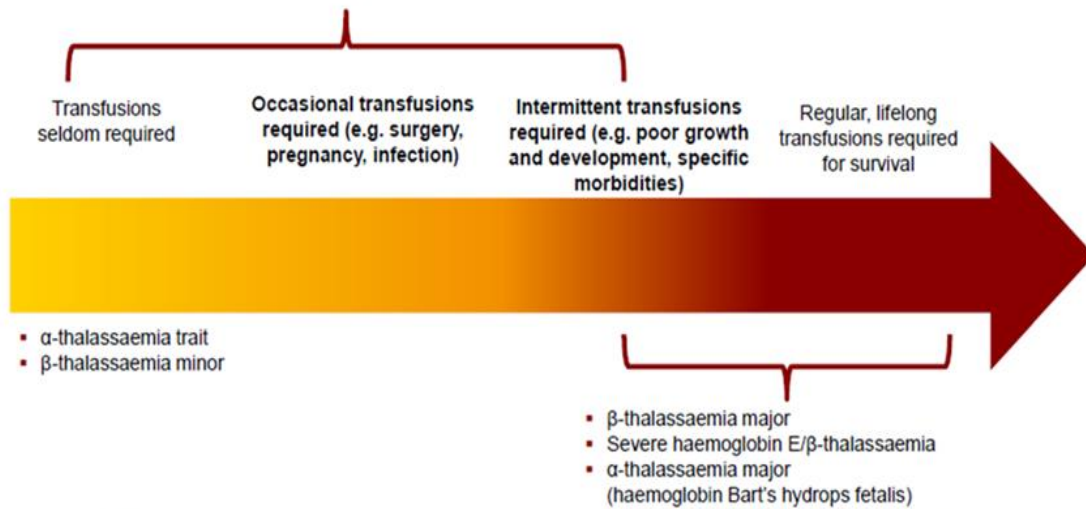 Transfusions
seldom required
Occasional transfusions
required (e.g. surgery,
pregnancy, infection)
Intermittent transfusions
required (e.g. poor growth
and development, specific
morbidities)
Regular, lifelong
transfusions required
for survival
▪ α-thalassaemia trait
▪ β-thalassaemia minor
▪ β-thalassaemia major
▪ Severe haemoglobin E/β-thalassaemia
▪ α-thalassaemia major
(haemoglobin Bart's hydrops fetalis)